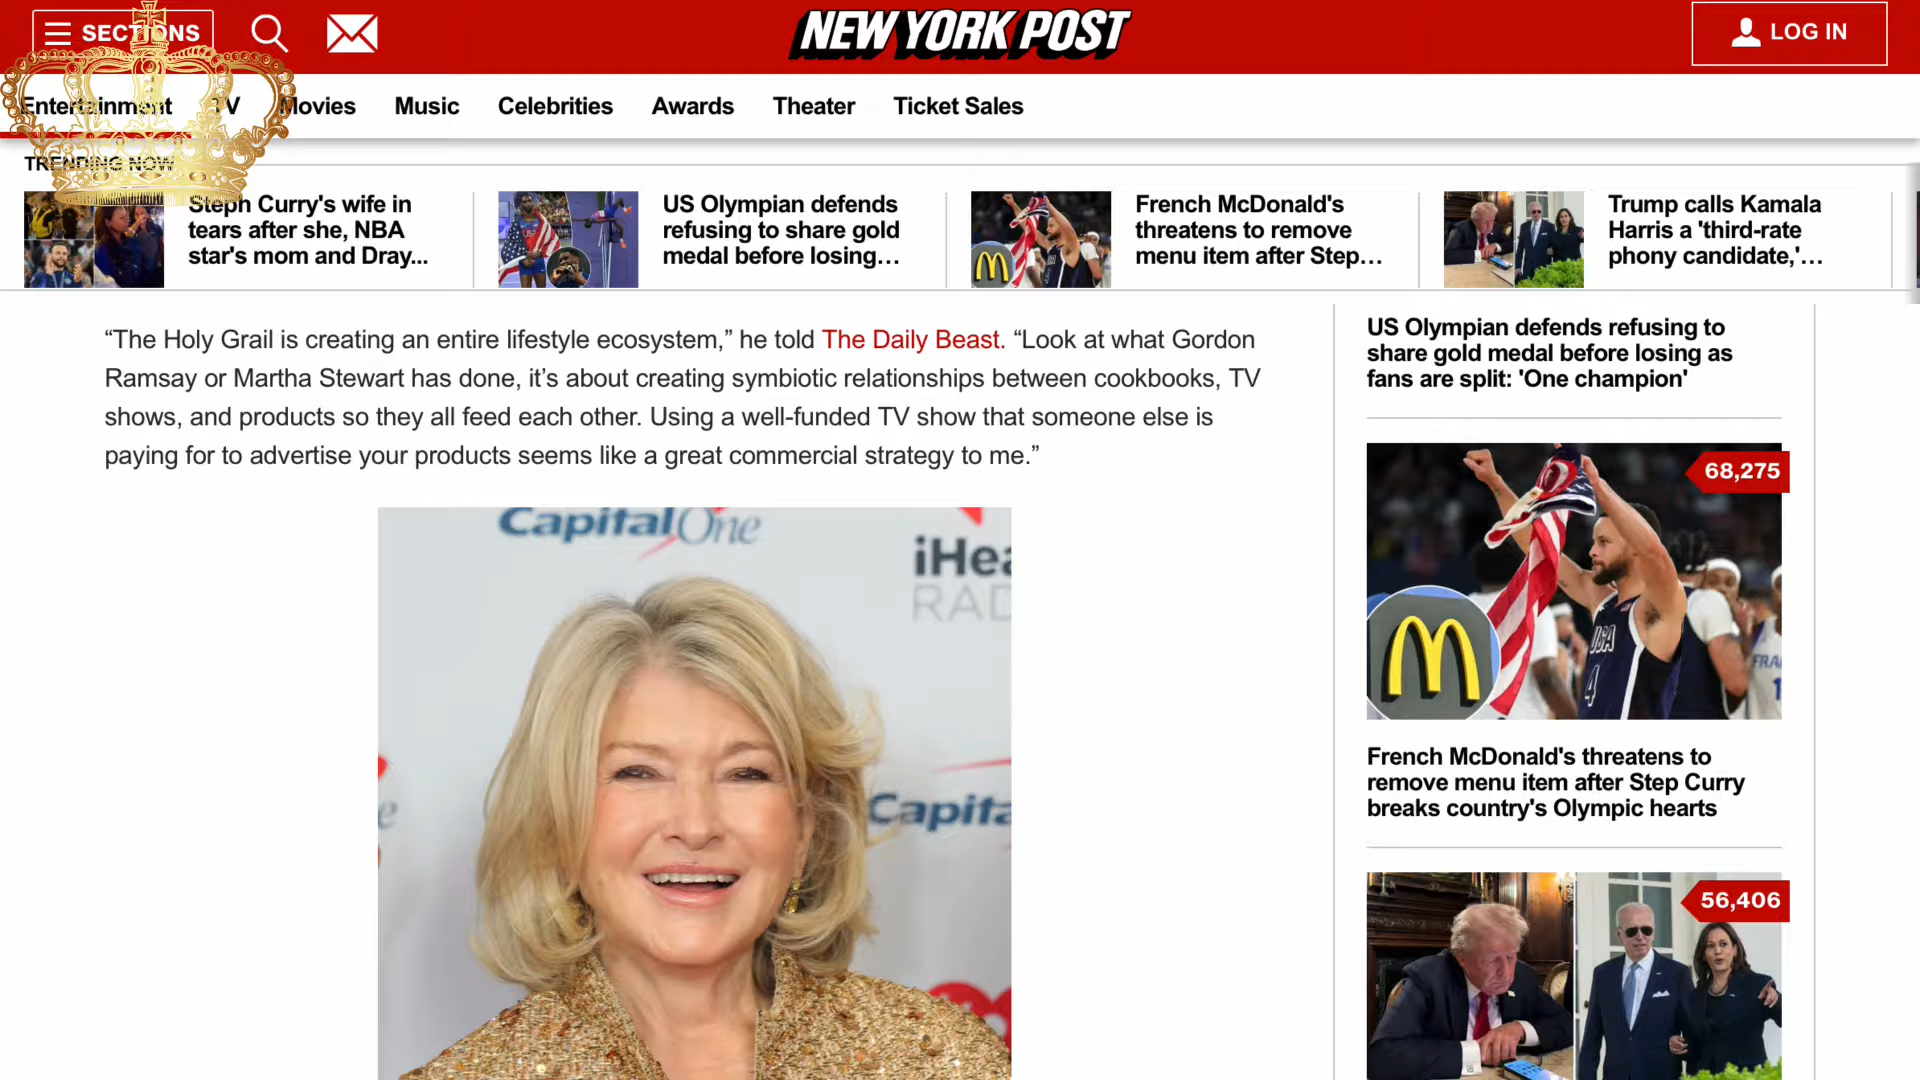 SECTIONS
NEW YORK POST
LOG IN
Entertainment TV Movies Music Celebrities Awards Theater Ticket Sales
TRENDING NOW
Steph Curry's wife in
tears after she, NBA
star's mom and Dray...
US Olympian defends
refusing to share gold
medal before losing...
French McDonald's
threatens to remove
menu item after Step...
Trump calls Kamala
Harris a 'third-rate
phony candidate,'...
“The Holy Grail is creating an entire lifestyle ecosystem,” he told The Daily Beast. “Look at what Gordon
Ramsay or Martha Stewart has done, it’s about creating symbiotic relationships between cookbooks, TV
shows, and products so they all feed each other. Using a well-funded TV show that someone else is
paying for to advertise your products seems like a great commercial strategy to me.”
Capital One
iHea
RAD
e
Capita
US Olympian defends refusing to
share gold medal before losing as
fans are split: 'One champion'
68,275
USA
4
FRA
1
French McDonald's threatens to
remove menu item after Step Curry
breaks country's Olympic hearts
56,406